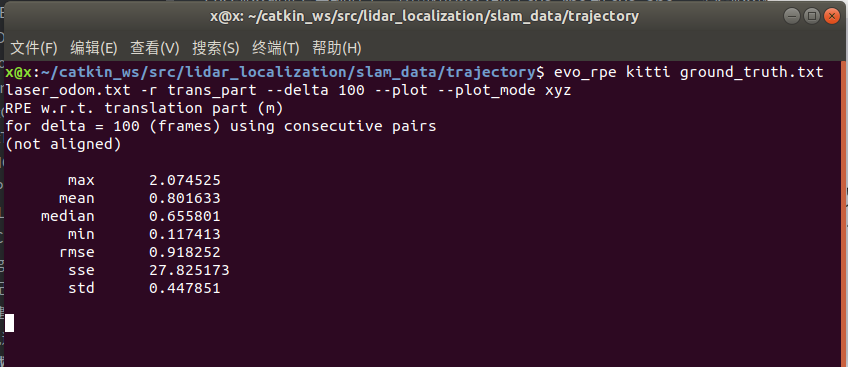 x@x: ~/catkin_ws/src/lidar_localization/slam_data/trajectory
文件(F) 编辑(E) 查看(V) 搜索(S) 终端(T) 帮助(H)
x@x:~/catkin_ws/src/lidar_localization/slam_data/trajectory$ evo_rpe kitti ground_truth.txt
laser_odom.txt -r trans_part --delta 100 --plot --plot_mode xyz
RPE w.r.t. translation part (m)
for delta = 100 (frames) using consecutive pairs
(not aligned)
max 2.074525
mean 0.801633
median 0.655801
min 0.117413
rmse 0.918252
sse 27.825173
std 0.447851